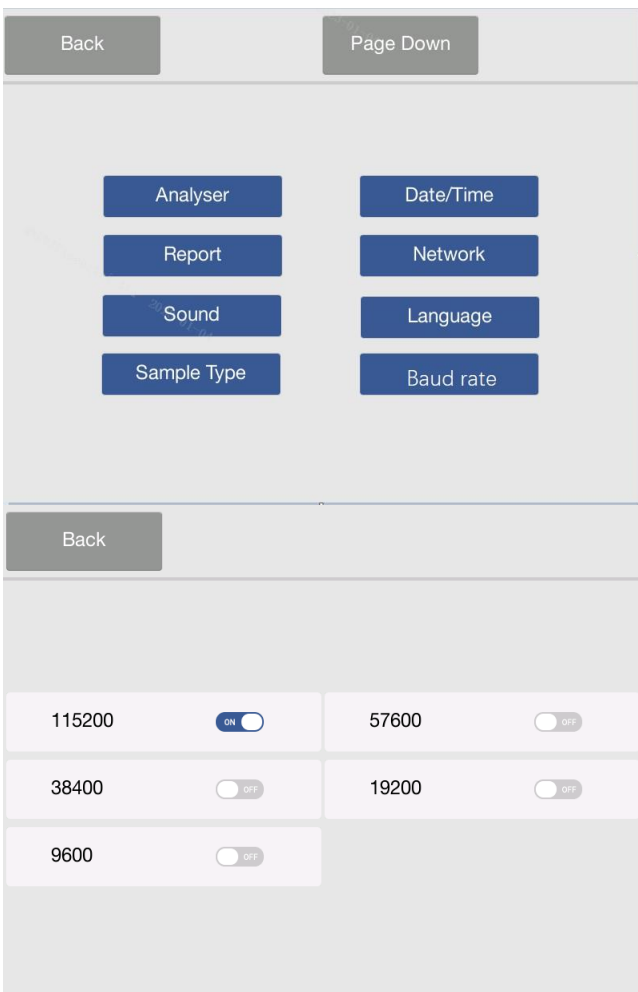 Back Page Down
Analyser Date/Time
Report Network
Sound Language
Sample Type Baud rate
Back
115200 ON 57600 OFF
38400 OFF 19200 OFF
9600 OFF